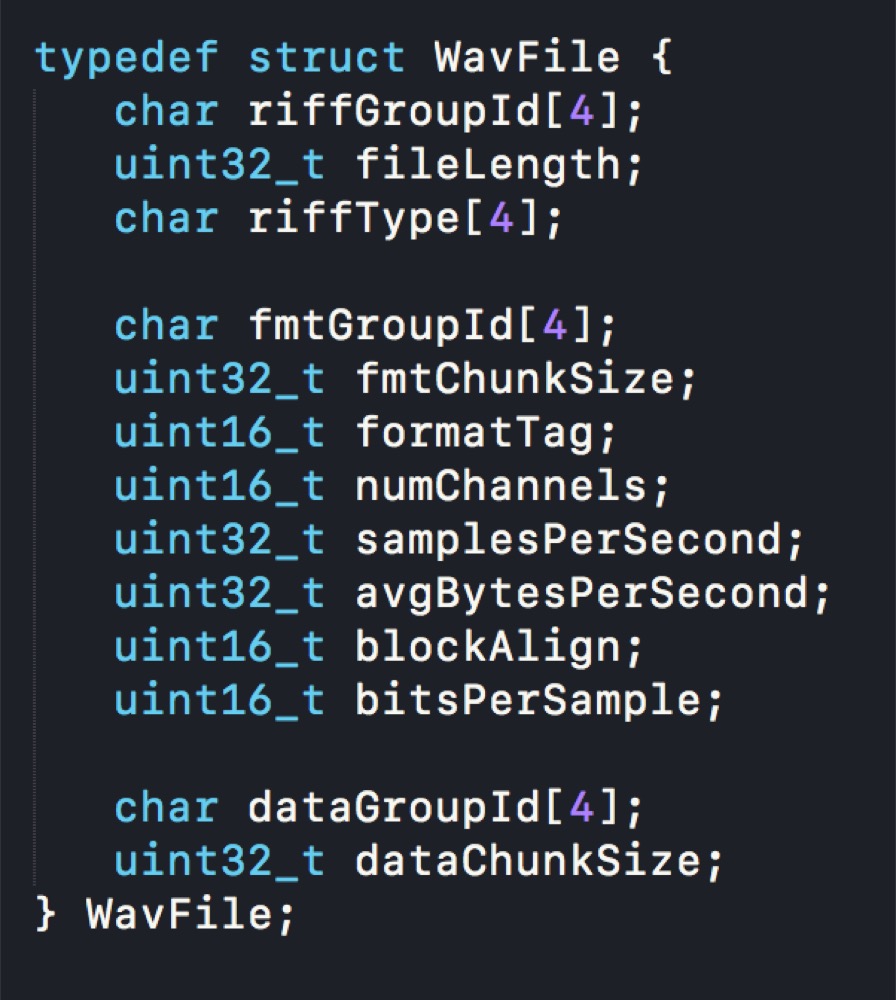 typedef struct WavFile {
char riffGroupId[4];
uint32_t fileLength;
char riffType[4];
char fmtGroupId[4];
uint32_t fmtChunkSize;
uint16_t formatTag;
uint16_t numChannels;
uint32_t samplesPerSecond;
uint32_t avgBytesPerSecond;
uint16_t blockAlign;
uint16_t bitsPerSample;
char dataGroupId[4];
uint32_t dataChunkSize;
} WavFile;